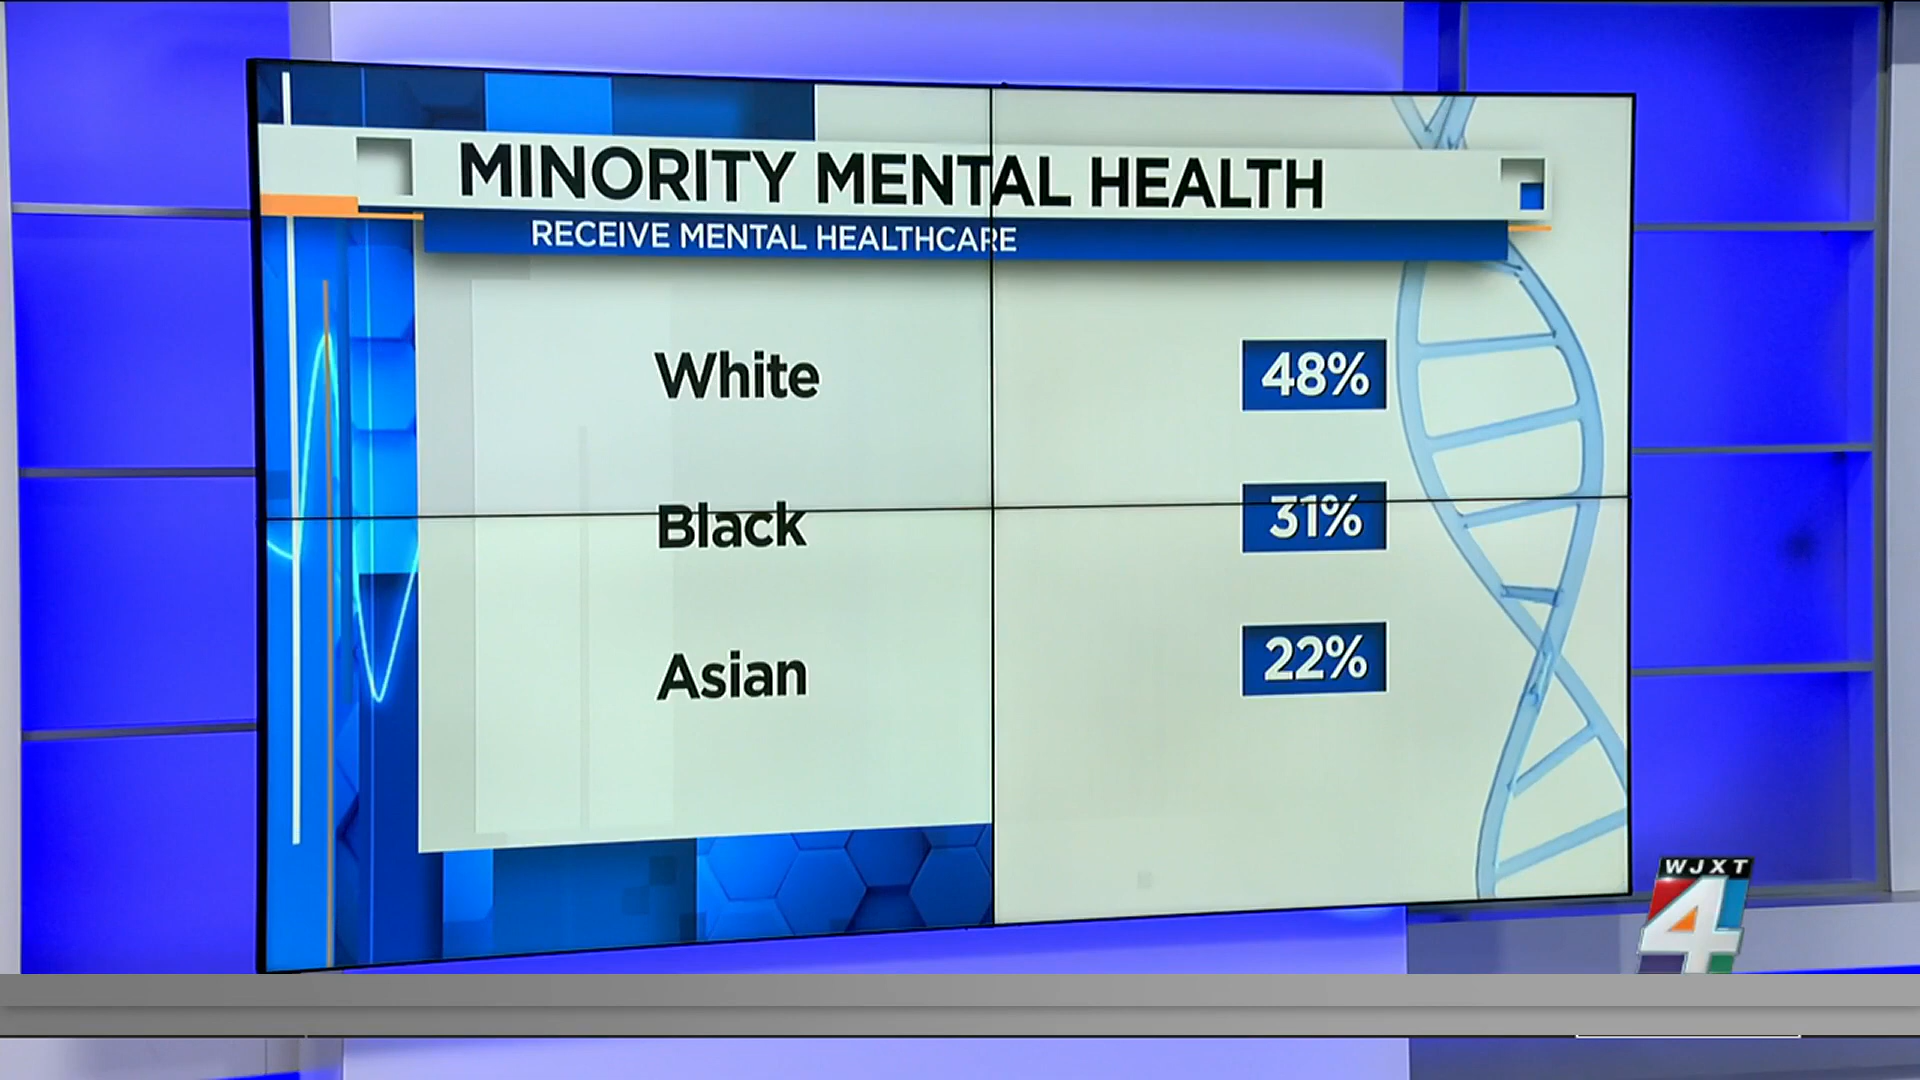 MINORITY MENTAL HEALTH
RECEIVE MENTAL HEALTHCARE
White 48%
Black 31%
Asian 22%
WJXT
4